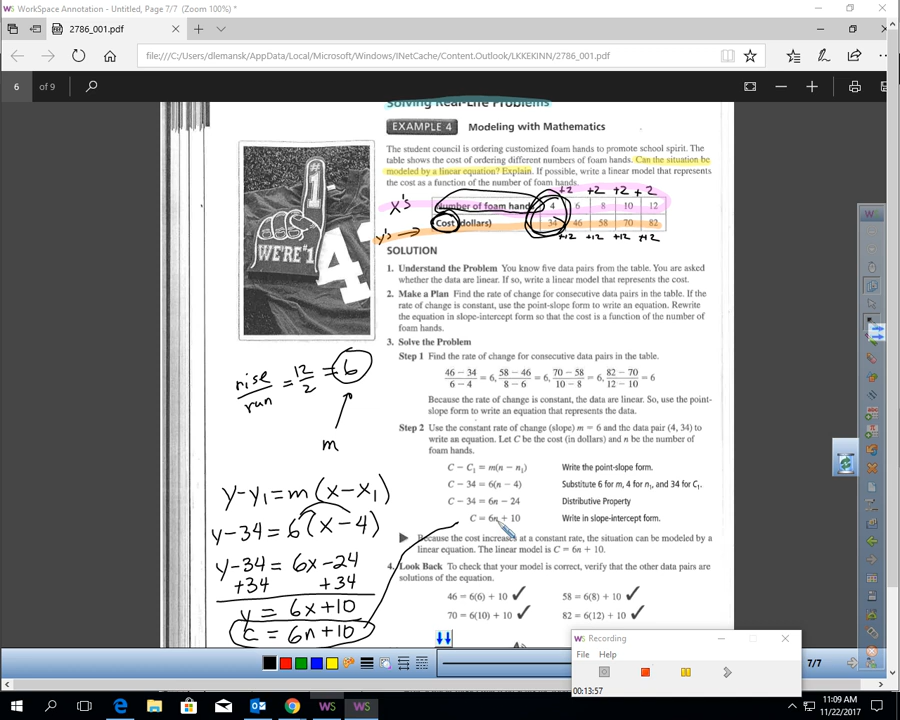 WorkSpace Annotation - Untitled, Page 7/7 (Zoom 100%) *
2786_001.pdf
file:///C:/Users/dlemansk/AppData/Local/Microsoft/Windows/INetCache/Content.Outlook/LKKEKINN/2786_001.pdf
6 of 9
Solving Real-Life Problems
EXAMPLE 4 Modeling with Mathematics
The student council is ordering customized foam hands to promote school spirit. The
table shows the cost of ordering different numbers of foam hands. Can the situation be
modeled by a linear equation? Explain. If possible, write a linear model that represents
the cost as a function of the number of foam hands.
+2 +2 +2 +2
x's Number of foam hands 4 6 8 10 12
y's → Cost (dollars) 34 46 58 70 82
+12 +12 +12 +12
#1
WE'RE #1
4
SOLUTION
1. Understand the Problem You know five data pairs from the table. You are asked
whether the data are linear. If so, write a linear model that represents the cost.
2. Make a Plan Find the rate of change for consecutive data pairs in the table. If the
rate of change is constant, use the point-slope form to write an equation. Rewrite
the equation in slope-intercept form so that the cost is a function of the number of
foam hands.
3. Solve the Problem
Step 1 Find the rate of change for consecutive data pairs in the table.
46 − 34 / 6 − 4 = 6, 58 − 46 / 8 − 6 = 6, 70 − 58 / 10 − 8 = 6, 82 − 70 / 12 − 10 = 6
Because the rate of change is constant, the data are linear. So, use the point-
slope form to write an equation that represents the data.
Step 2 Use the constant rate of change (slope) m = 6 and the data pair (4, 34) to
write an equation. Let C be the cost (in dollars) and n be the number of
foam hands.
C − C₁ = m(n − n₁) Write the point-slope form.
C − 34 = 6(n − 4) Substitute 6 for m, 4 for n₁, and 34 for C₁.
C − 34 = 6n − 24 Distributive Property
C = 6n + 10 Write in slope-intercept form.
Because the cost increases at a constant rate, the situation can be modeled by a
linear equation. The linear model is C = 6n + 10.
4. Look Back To check that your model is correct, verify that the other data pairs are
solutions of the equation.
46 = 6(6) + 10 ✓ 58 = 6(8) + 10 ✓
70 = 6(10) + 10 ✓ 82 = 6(12) + 10 ✓
rise/run = 12/2 = 6
m
y-y₁ = m(x-x₁)
y-34 = 6(x-4)
y-34 = 6x-24
+34 +34
y = 6x+10
C = 6n+10
WS Recording
File Help
00:13:57
7/7
11:09 AM
11/22/2017